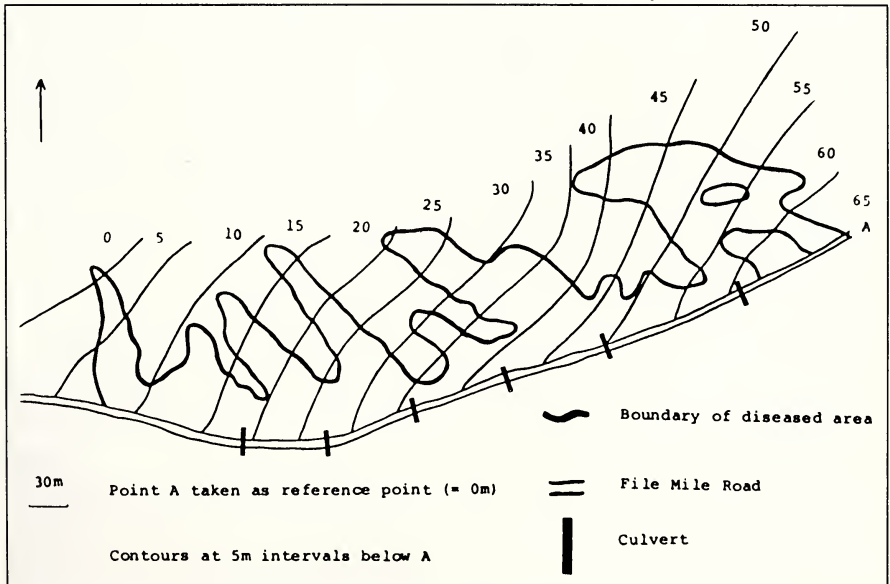 50
45
55
40
35
60
30
65
A
25
20
15
10
5
0
Boundary of diseased area
30m
Point A taken as reference point (= 0m)
File Mile Road
Culvert
Contours at 5m intervals below A